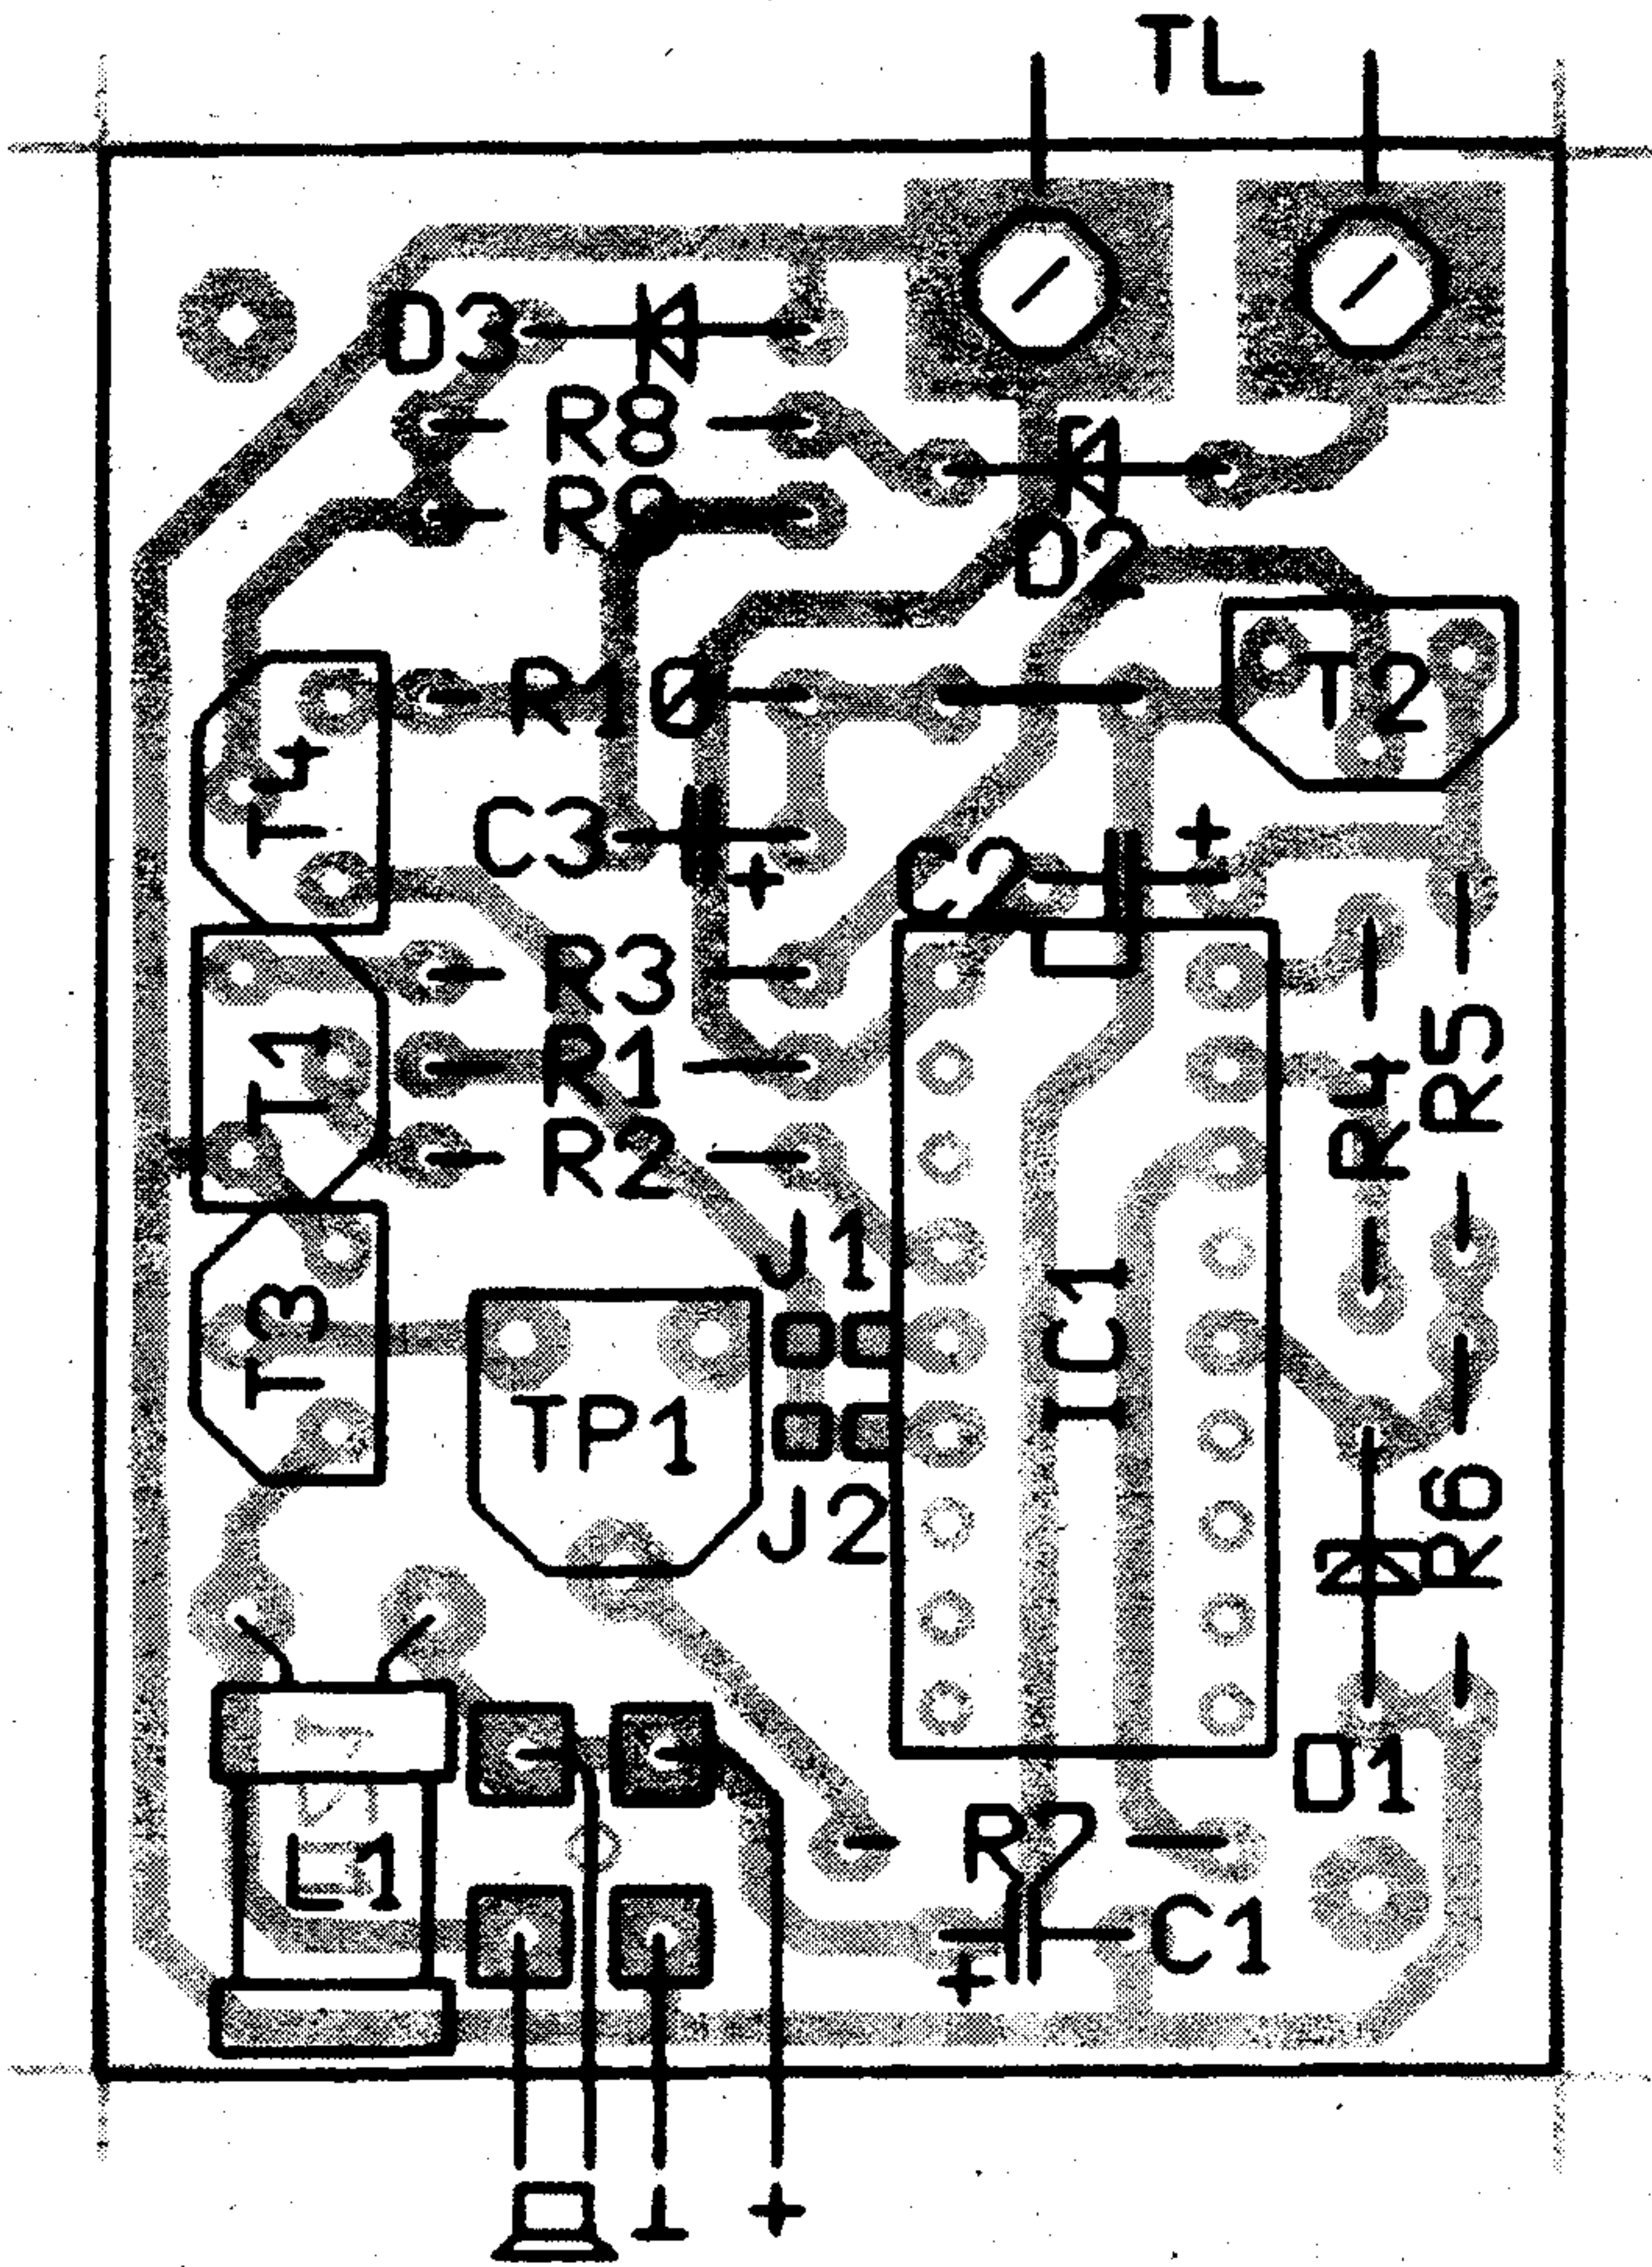 TL
D3
R8
R9
D2
R10
T2
T4
C3
+
C2
+
R3
R1
R2
T1
R4
R5
J1
T3
IC1
TP1
J2
R6
D1
L1
R7
C1
+
+